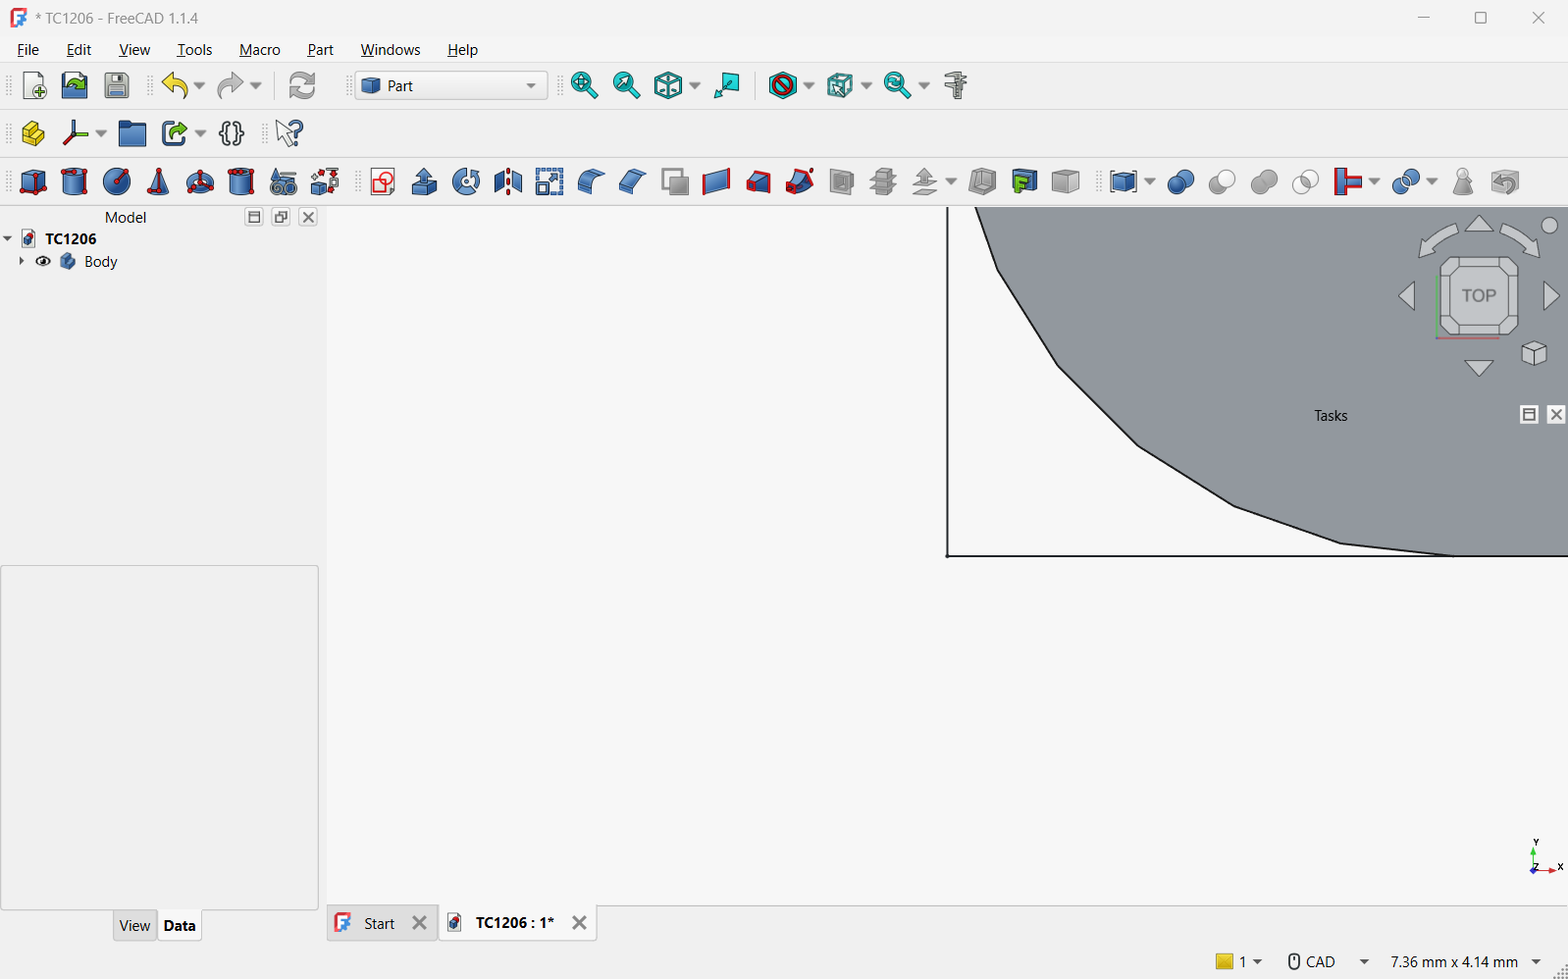 * TC1206 - FreeCAD 1.1.4
File Edit View Tools Macro Part Windows Help
Part
Model
TC1206
Body
TOP
Tasks
Y
Z X
View Data
Start TC1206 : 1*
1 CAD 7.36 mm x 4.14 mm